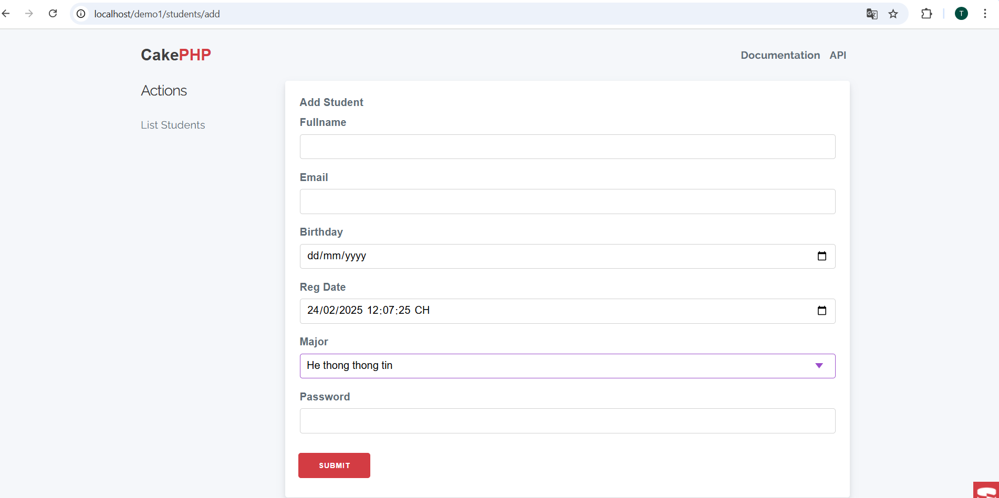 localhost/demo1/students/add
T
CakePHP
Documentation API
Actions
List Students
Add Student
Fullname
Email
Birthday
dd/mm/yyyy
Reg Date
24/02/2025 12:07:25 CH
Major
He thong thong tin
Password
SUBMIT